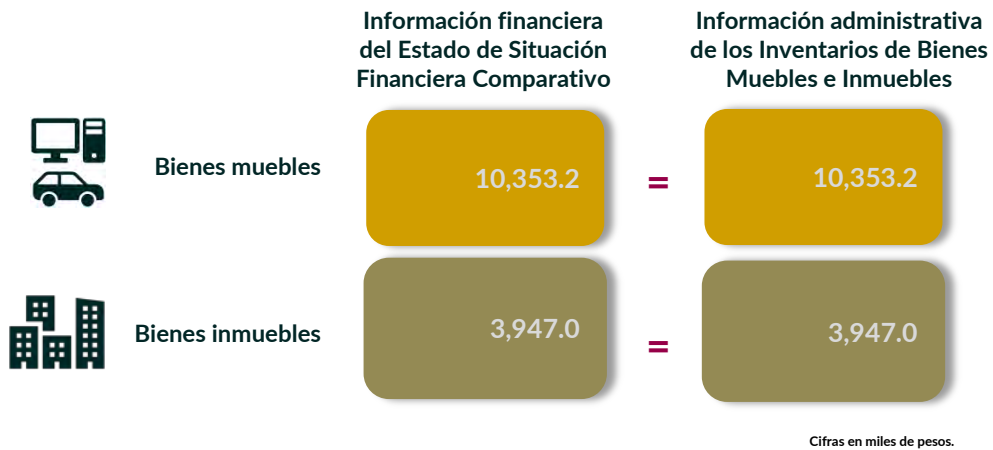 Información financiera
del Estado de Situación
Financiera Comparativo
Información administrativa
de los Inventarios de Bienes
Muebles e Inmuebles
Bienes muebles
10,353.2
=
10,353.2
Bienes inmuebles
3,947.0
=
3,947.0
Cifras en miles de pesos.